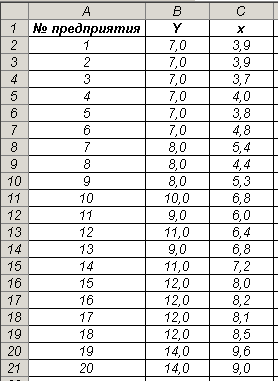 A B C
1 № предприятия Y x
2 1 7,0 3,9
3 2 7,0 3,9
4 3 7,0 3,7
5 4 7,0 4,0
6 5 7,0 3,8
7 6 7,0 4,8
8 7 8,0 5,4
9 8 8,0 4,4
10 9 8,0 5,3
11 10 10,0 6,8
12 11 9,0 6,0
13 12 11,0 6,4
14 13 9,0 6,8
15 14 11,0 7,2
16 15 12,0 8,0
17 16 12,0 8,2
18 17 12,0 8,1
19 18 12,0 8,5
20 19 14,0 9,6
21 20 14,0 9,0